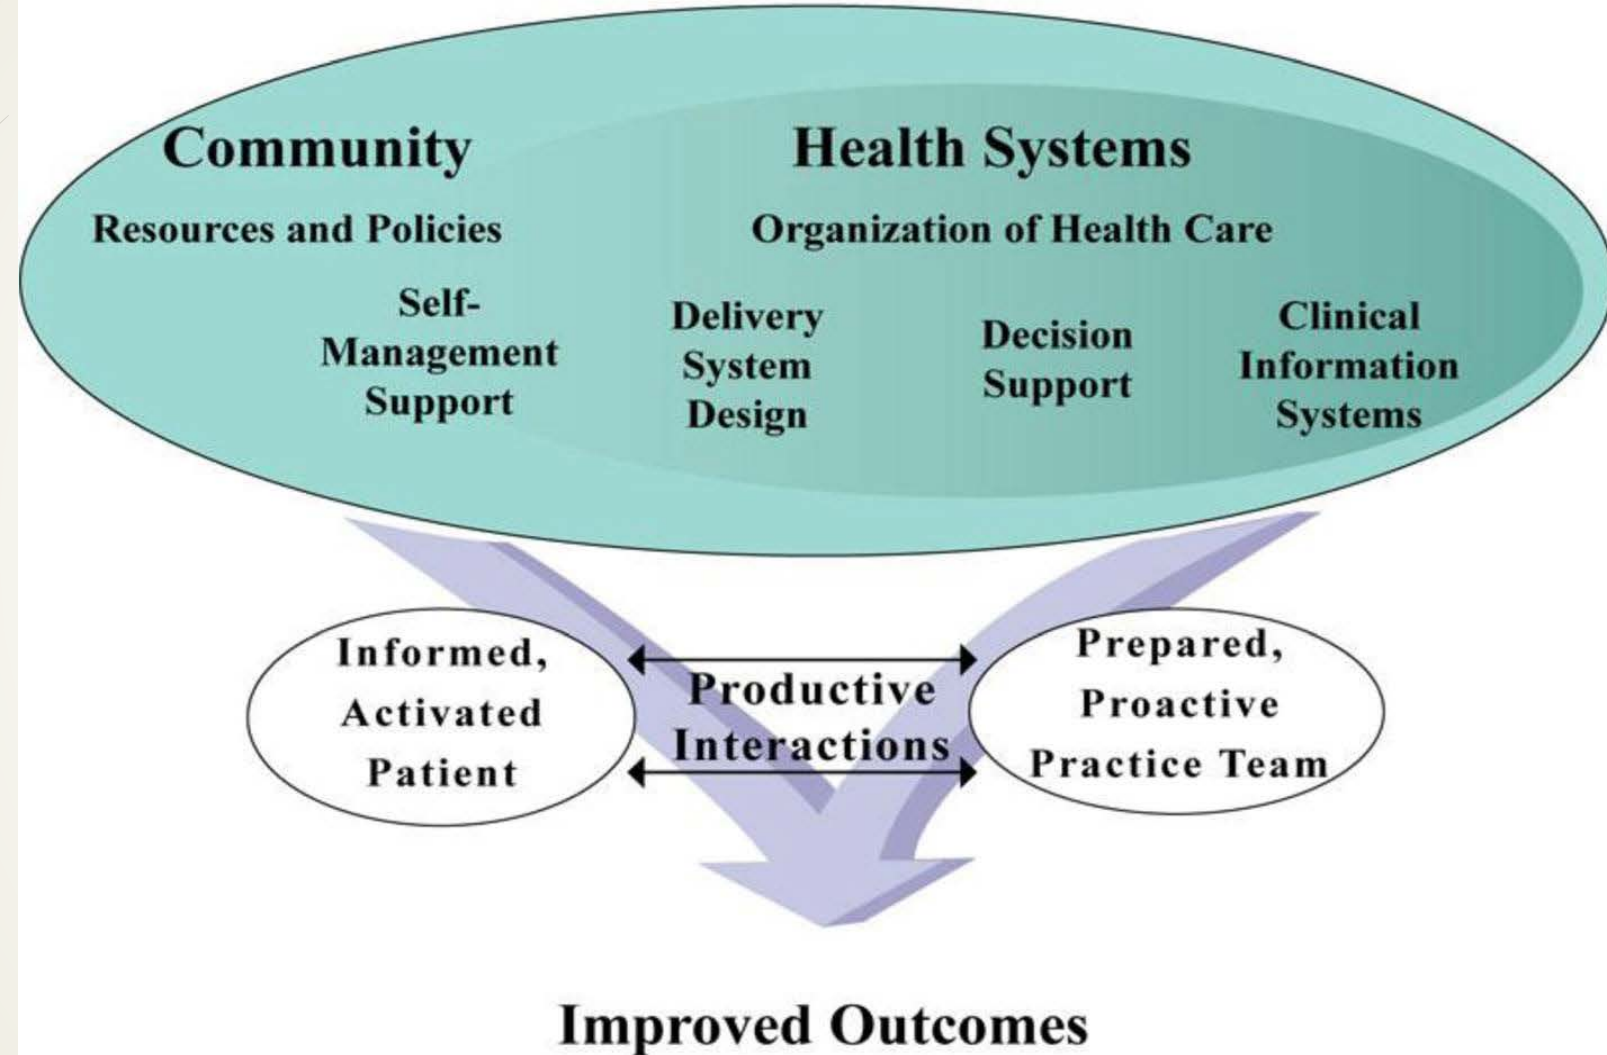 Community
Health Systems
Resources and Policies
Organization of Health Care
Self-
Management
Support
Delivery
System
Design
Decision
Support
Clinical
Information
Systems
Informed,
Activated
Patient
Productive
Interactions
Prepared,
Proactive
Practice Team
Improved Outcomes